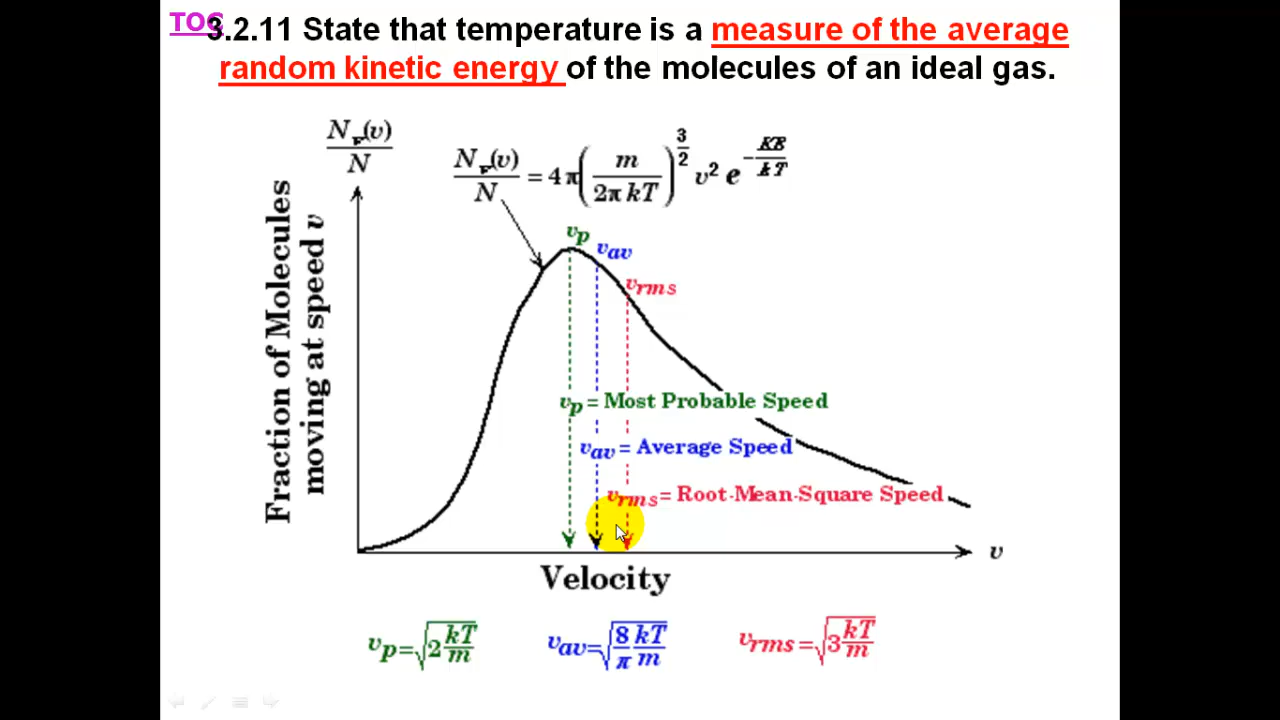 TOC
3.2.11 State that temperature is a measure of the average
random kinetic energy of the molecules of an ideal gas.
N_v(v)/N
N_v(v)/N = 4π(m/2πkT)^(3/2) v² e^(-KE/kT)
Fraction of Molecules
moving at speed v
vp
vav
vrms
vp = Most Probable Speed
vav = Average Speed
vrms = Root-Mean-Square Speed
v
Velocity
vp = √(2 kT/m)
vav = √(8/π kT/m)
vrms = √(3 kT/m)